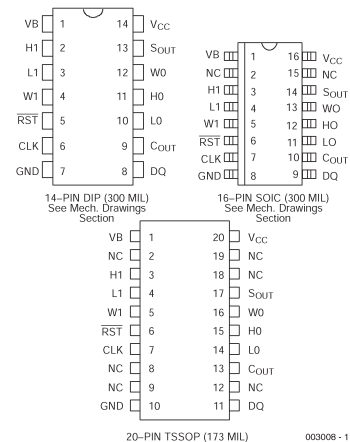 VB 1 14 VCC
H1 2 13 SOUT
L1 3 12 W0
W1 4 11 H0
RST 5 10 L0
CLK 6 9 COUT
GND 7 8 DQ
14–PIN DIP (300 MIL)
See Mech. Drawings
Section
VB 1 16 VCC
NC 2 15 NC
H1 3 14 SOUT
L1 4 13 WO
W1 5 12 HO
RST 6 11 LO
CLK 7 10 COUT
GND 8 9 DQ
16–PIN SOIC (300 MIL)
See Mech. Drawings
Section
VB 1 20 VCC
NC 2 19 NC
H1 3 18 NC
L1 4 17 SOUT
W1 5 16 W0
RST 6 15 H0
CLK 7 14 L0
NC 8 13 COUT
NC 9 12 NC
GND 10 11 DQ
20–PIN TSSOP (173 MIL)
003008 - 1